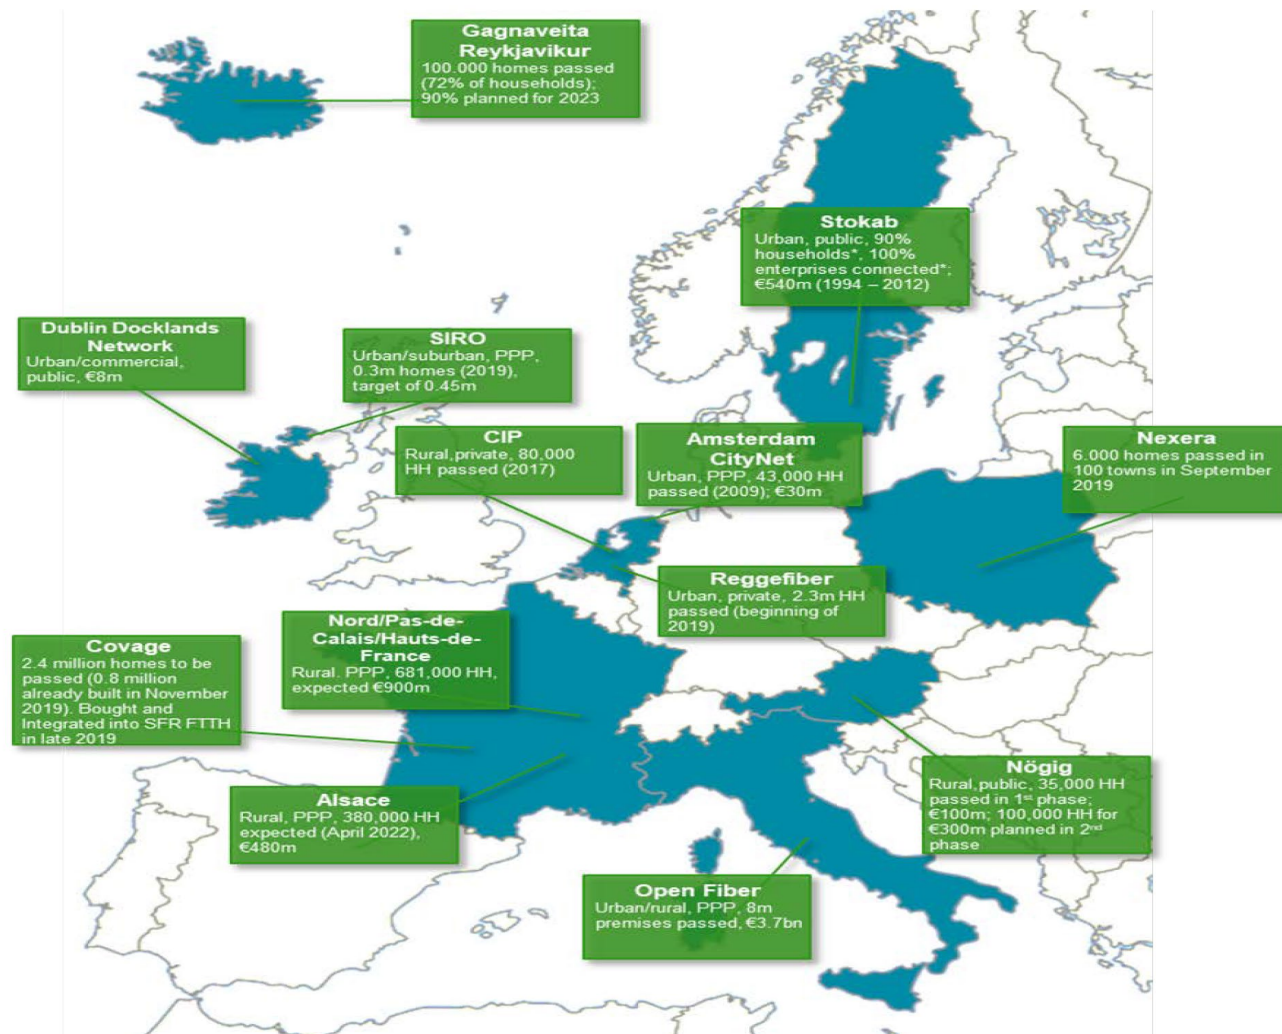 Gagnaveita
Reykjavikur
100.000 homes passed
(72% of households);
90% planned for 2023
Stokab
Urban, public, 90%
households*, 100%
enterprises connected*;
€540m (1994 – 2012)
Dublin Docklands
Network
Urban/commercial,
public, €8m
SIRO
Urban/suburban, PPP,
0.3m homes (2019),
target of 0.45m
CIP
Rural,private, 80,000
HH passed (2017)
Amsterdam
CityNet
Urban, PPP, 43,000 HH
passed (2009); €30m
Nexera
6.000 homes passed in
100 towns in September
2019
Reggefiber
Urban, private, 2.3m HH
passed (beginning of
2019)
Nord/Pas-de-
Calais/Hauts-de-
France
Rural. PPP, 681,000 HH,
expected €900m
Covage
2.4 million homes to be
passed (0.8 million
already built in November
2019). Bought and
Integrated into SFR FTTH
in late 2019
Alsace
Rural, PPP, 380,000 HH
expected (April 2022),
€480m
Nögig
Rural,public, 35,000 HH
passed in 1st phase;
€100m; 100,000 HH for
€300m planned in 2nd
phase
Open Fiber
Urban/rural, PPP, 8m
premises passed, €3.7bn